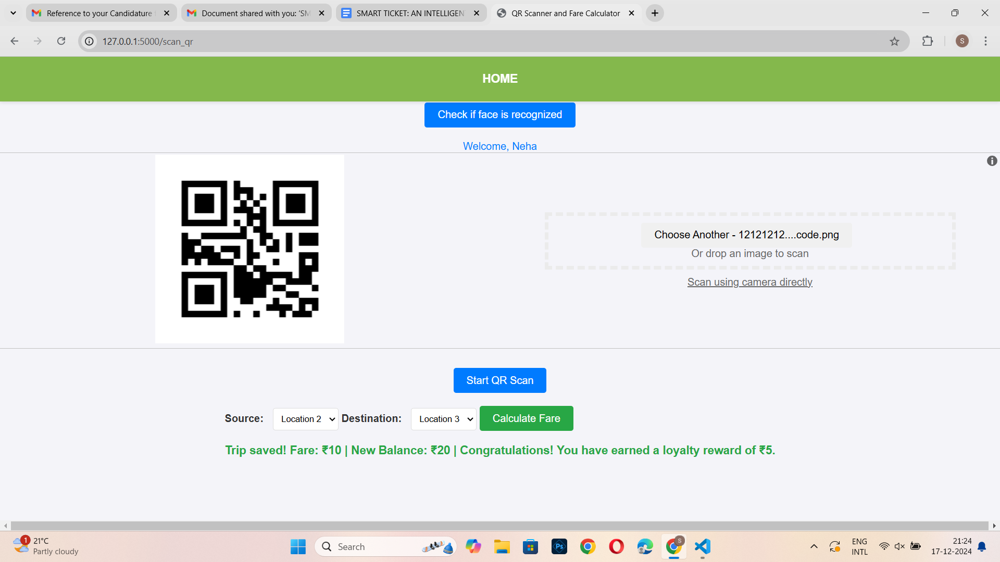 Reference to your Candidature
Document shared with you: ‘SM
SMART TICKET: AN INTELLIGEN
QR Scanner and Fare Calculator
127.0.0.1:5000/scan_qr
S
HOME
Check if face is recognized
Welcome, Neha
Choose Another - 12121212....code.png
Or drop an image to scan
Scan using camera directly
Start QR Scan
Source: Location 2 Destination: Location 3 Calculate Fare
Trip saved! Fare: ₹10 | New Balance: ₹20 | Congratulations! You have earned a loyalty reward of ₹5.
1
21°C
Partly cloudy
Search
Ps
S
ENG
INTL
21:24
17-12-2024